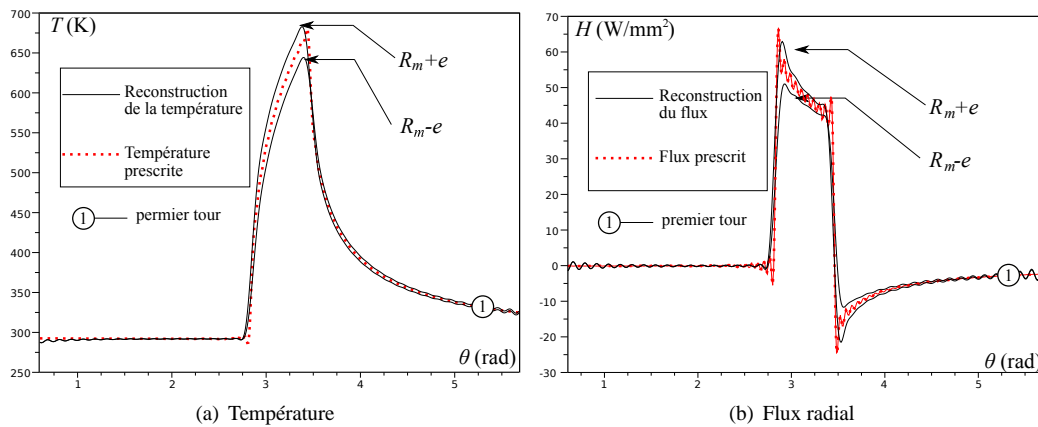 T (K)
700
650
600
550
500
450
400
350
300
250
1
2
3
4
5
θ (rad)
Reconstruction
de la température
Température
prescrite
1 permier tour
R_m+e
R_m-e
1
(a) Température
H (W/mm²)
70
60
50
40
30
20
10
0
-10
-20
-30
1
2
3
4
5
θ (rad)
Reconstruction
du flux
Flux prescrit
1 premier tour
R_m+e
R_m-e
1
(b) Flux radial